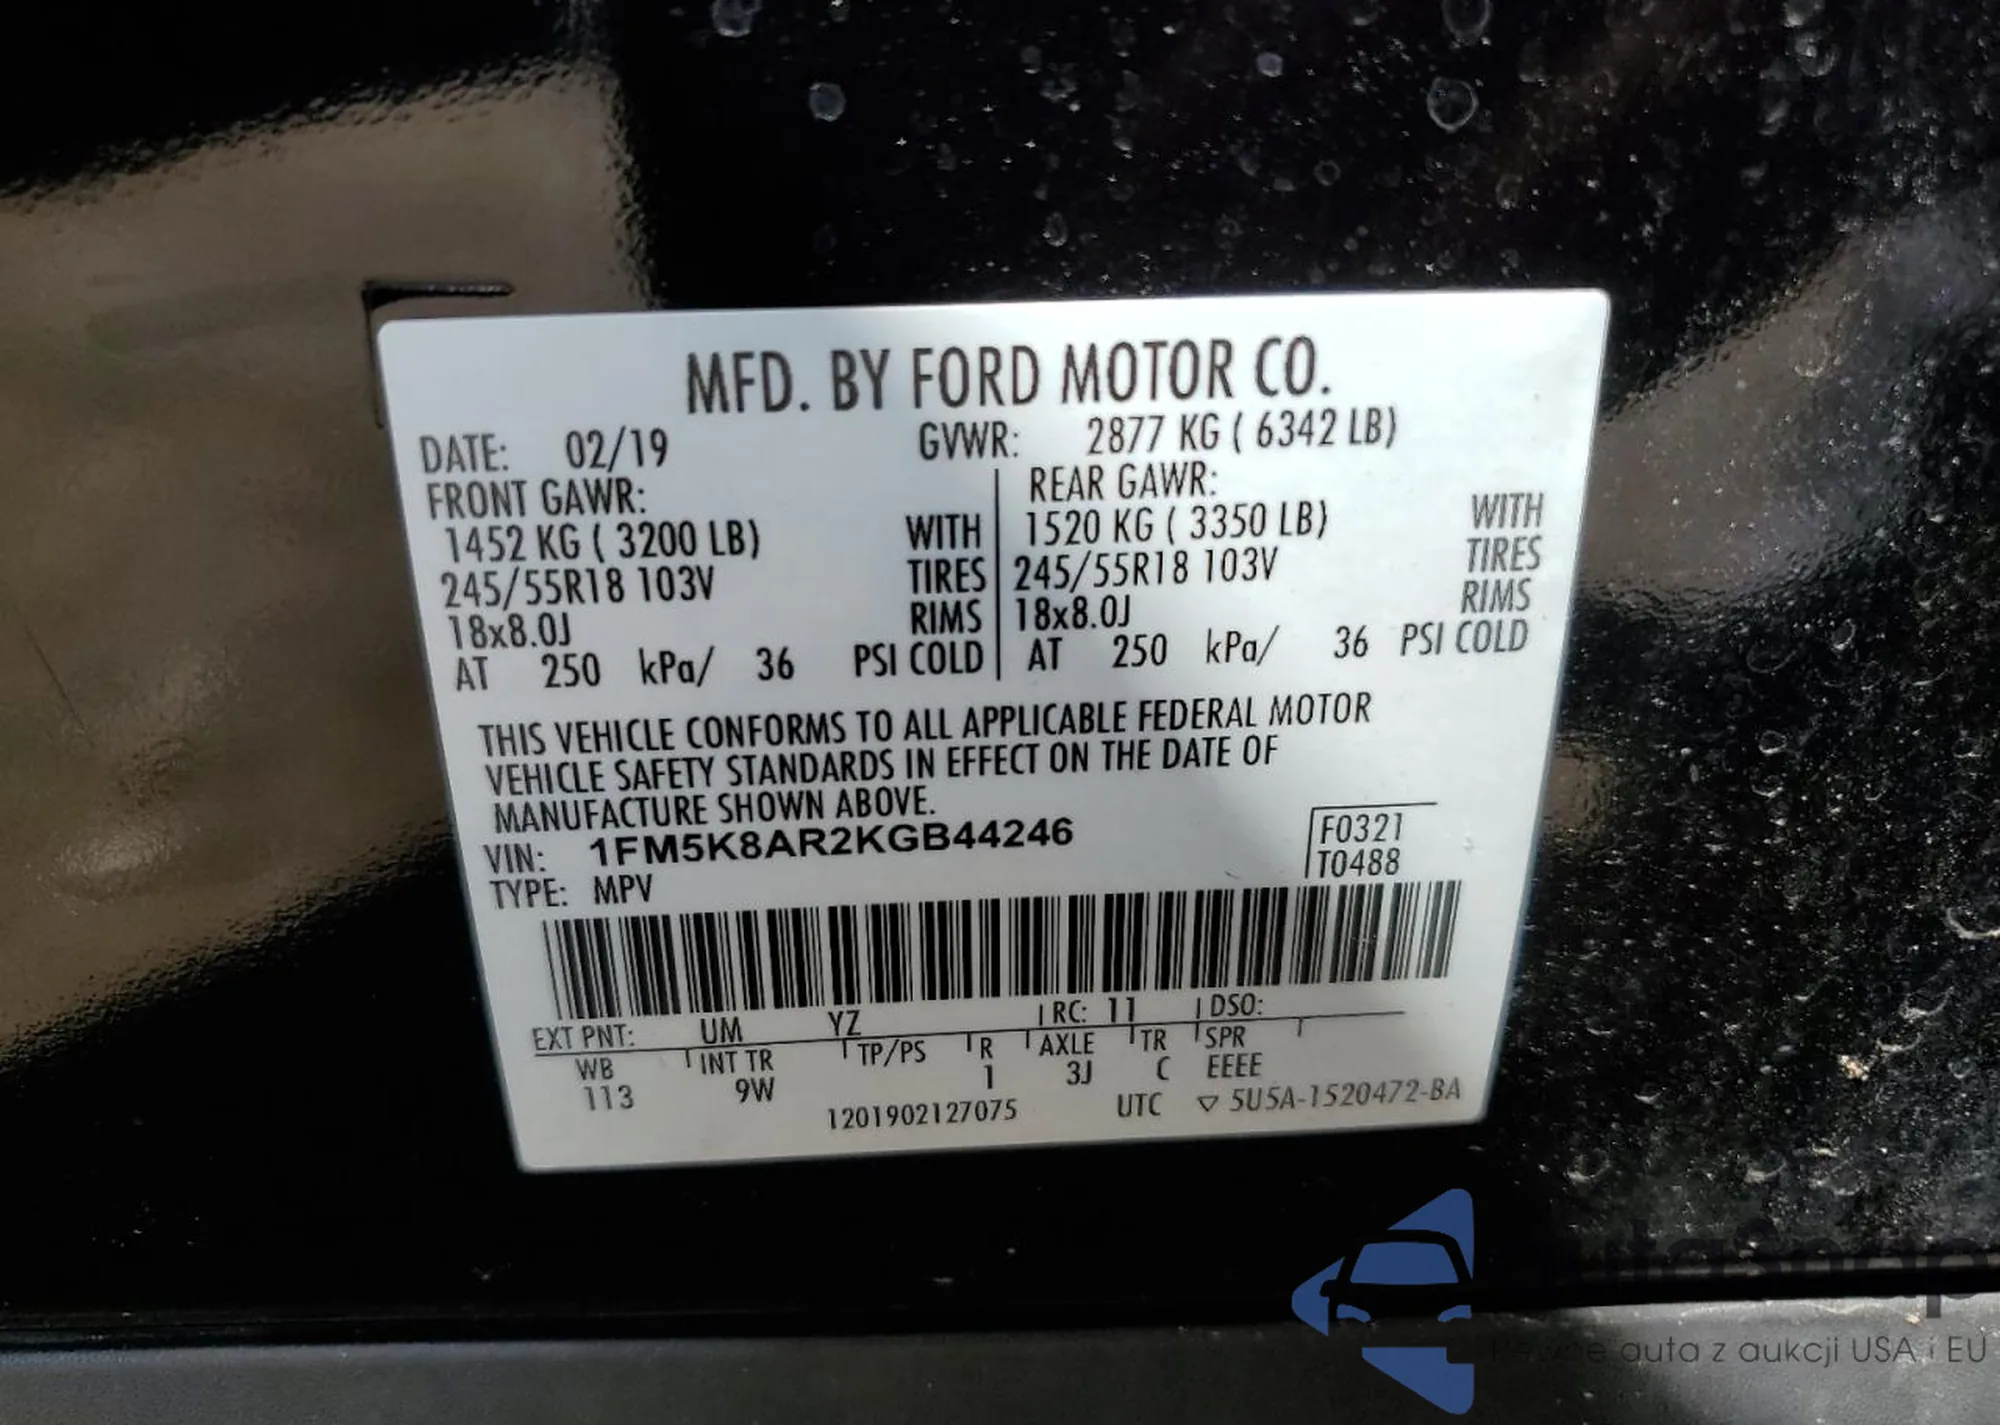 MFD. BY FORD MOTOR CO.
DATE: 02/19 GVWR: 2877 KG ( 6342 LB)
FRONT GAWR: REAR GAWR:
1452 KG ( 3200 LB) WITH 1520 KG ( 3350 LB) WITH
245/55R18 103V TIRES 245/55R18 103V TIRES
18x8.0J RIMS 18x8.0J RIMS
AT 250 kPa/ 36 PSI COLD AT 250 kPa/ 36 PSI COLD
THIS VEHICLE CONFORMS TO ALL APPLICABLE FEDERAL MOTOR
VEHICLE SAFETY STANDARDS IN EFFECT ON THE DATE OF
MANUFACTURE SHOWN ABOVE.
VIN: 1FM5K8AR2KGB44246 F0321
TYPE: MPV T0488
EXT PNT: UM YZ RC: 11 DSO:
WB INT TR TP/PS R AXLE TR SPR
113 9W 1 3J C EEEE
1201902127075 UTC ▽ 5U5A-1520472-BA
auta z aukcji USA i EU